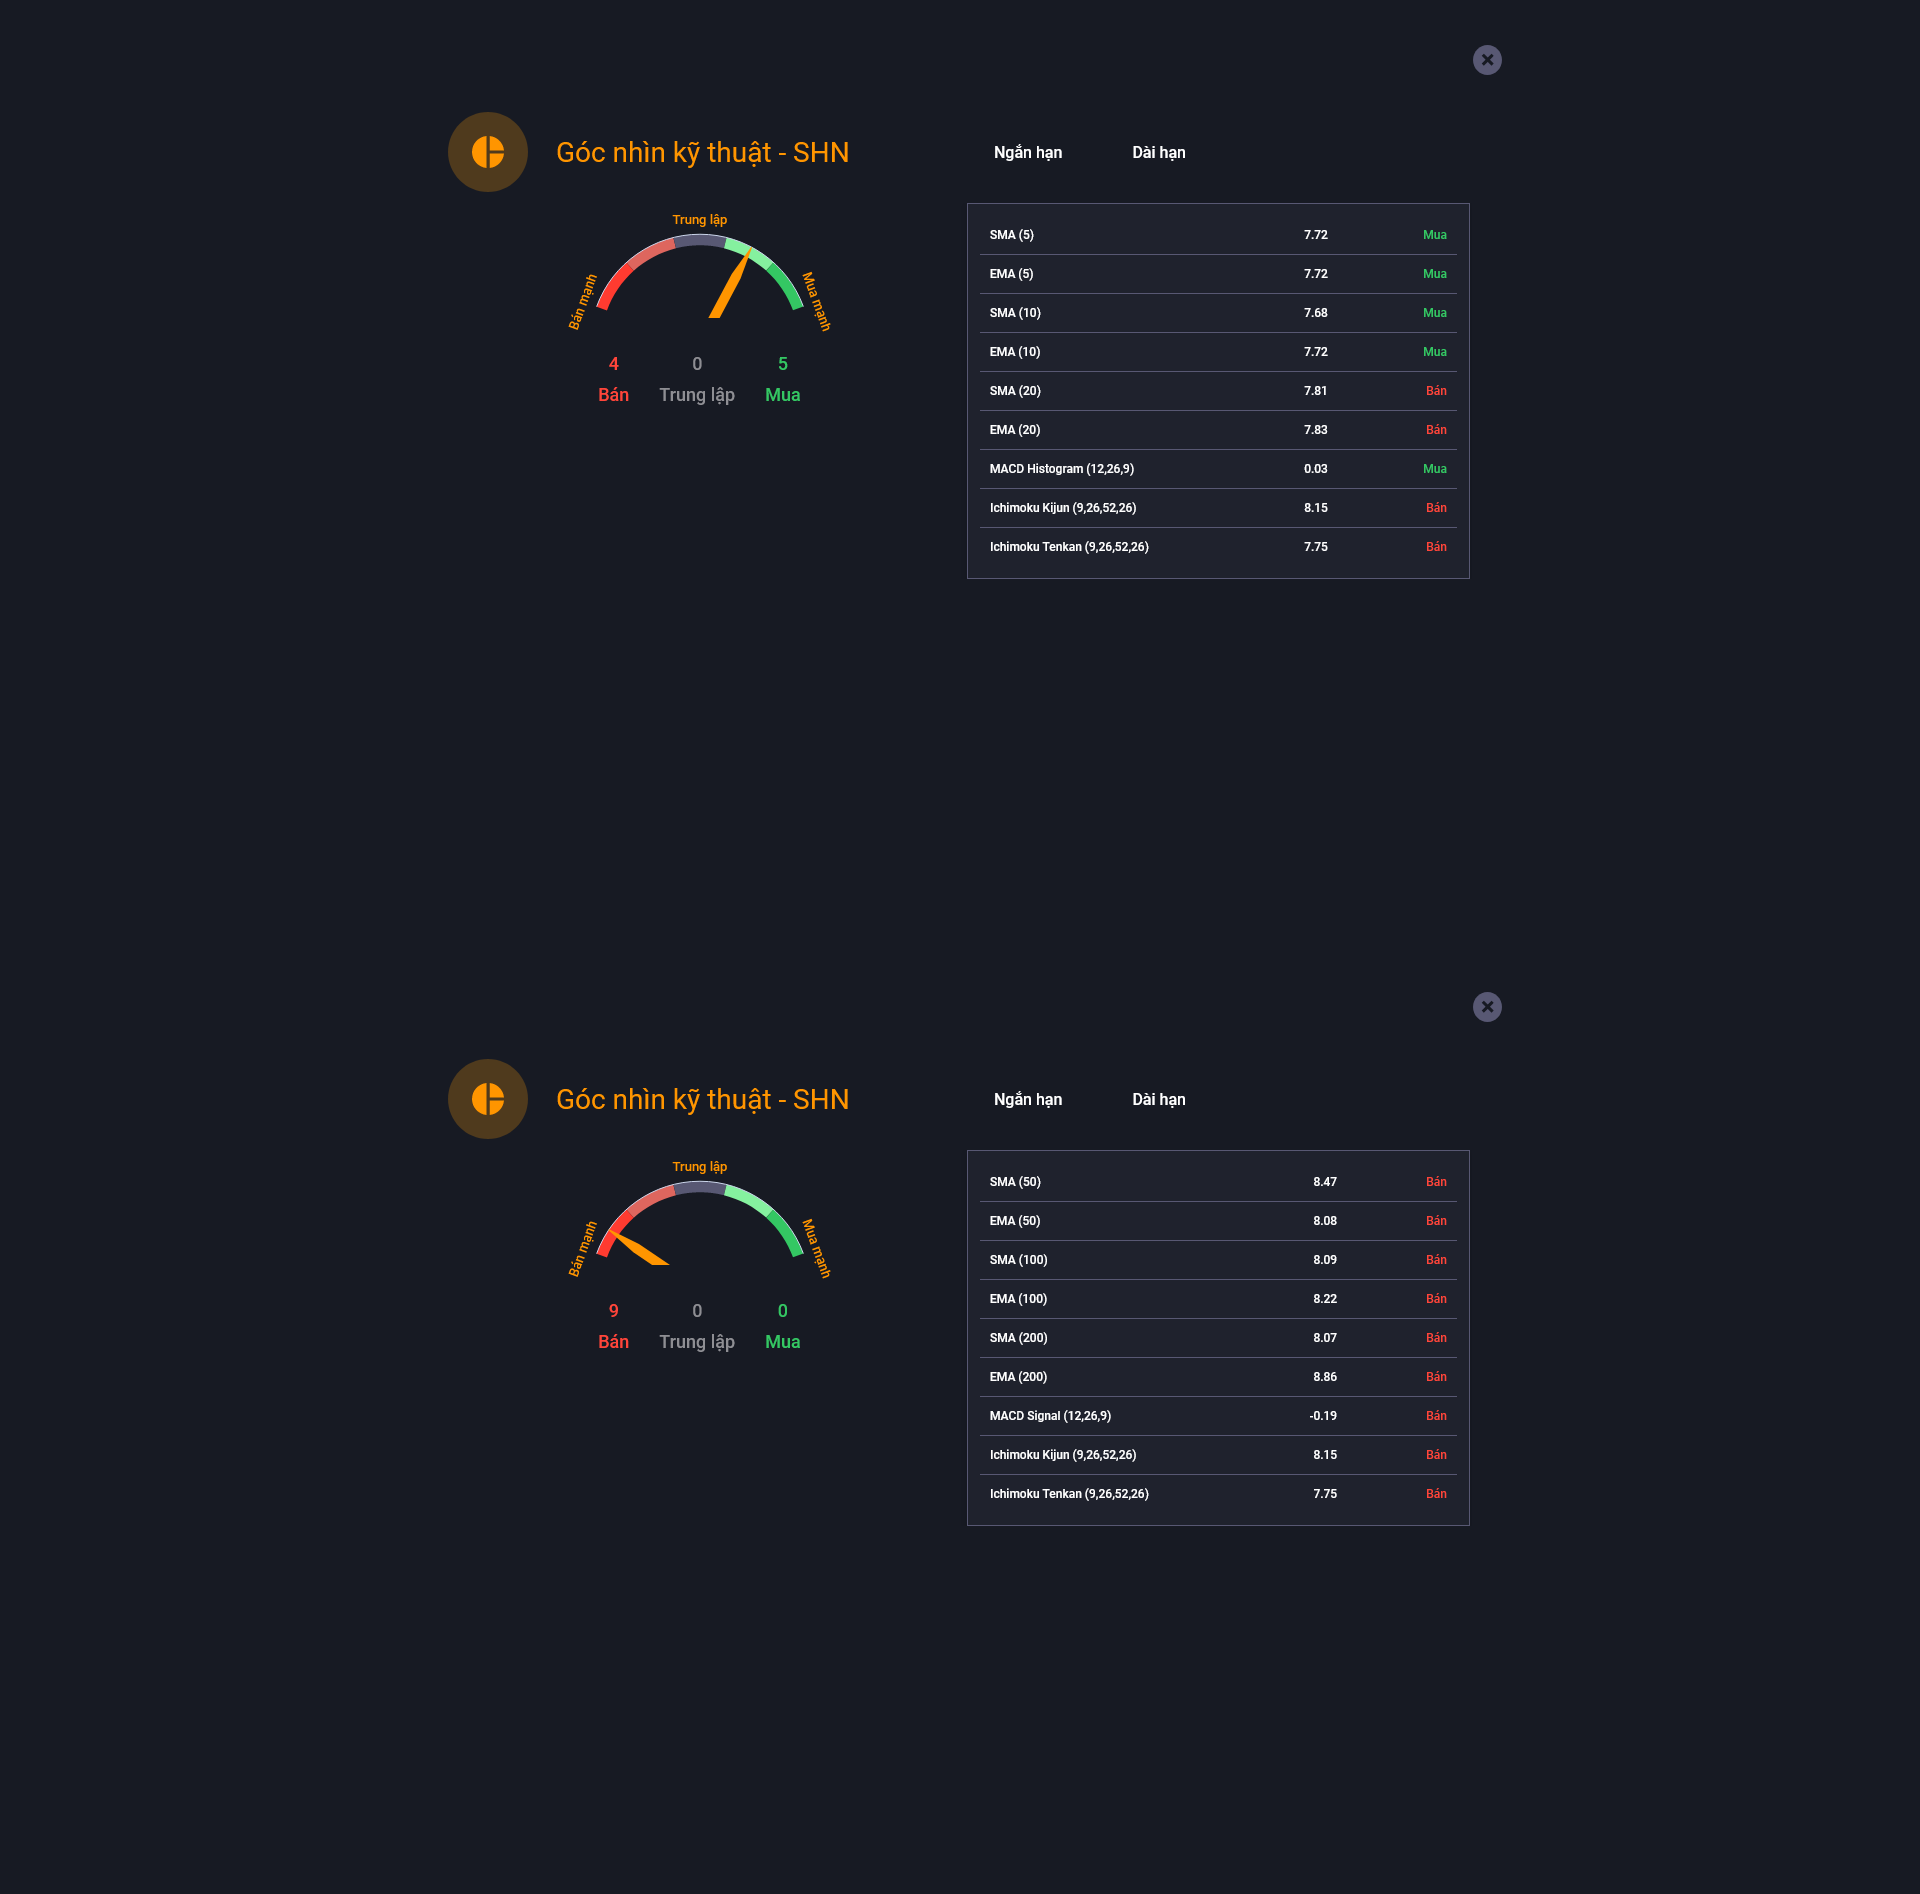 Góc nhìn kỹ thuật - SHN
Ngắn hạn Dài hạn
Trung lập
Bán mạnh
Mua mạnh
4 0 5
Bán Trung lập Mua
SMA (5) 7.72 Mua
EMA (5) 7.72 Mua
SMA (10) 7.68 Mua
EMA (10) 7.72 Mua
SMA (20) 7.81 Bán
EMA (20) 7.83 Bán
MACD Histogram (12,26,9) 0.03 Mua
Ichimoku Kijun (9,26,52,26) 8.15 Bán
Ichimoku Tenkan (9,26,52,26) 7.75 Bán
Góc nhìn kỹ thuật - SHN
Ngắn hạn Dài hạn
Trung lập
Bán mạnh
Mua mạnh
9 0 0
Bán Trung lập Mua
SMA (50) 8.47 Bán
EMA (50) 8.08 Bán
SMA (100) 8.09 Bán
EMA (100) 8.22 Bán
SMA (200) 8.07 Bán
EMA (200) 8.86 Bán
MACD Signal (12,26,9) -0.19 Bán
Ichimoku Kijun (9,26,52,26) 8.15 Bán
Ichimoku Tenkan (9,26,52,26) 7.75 Bán